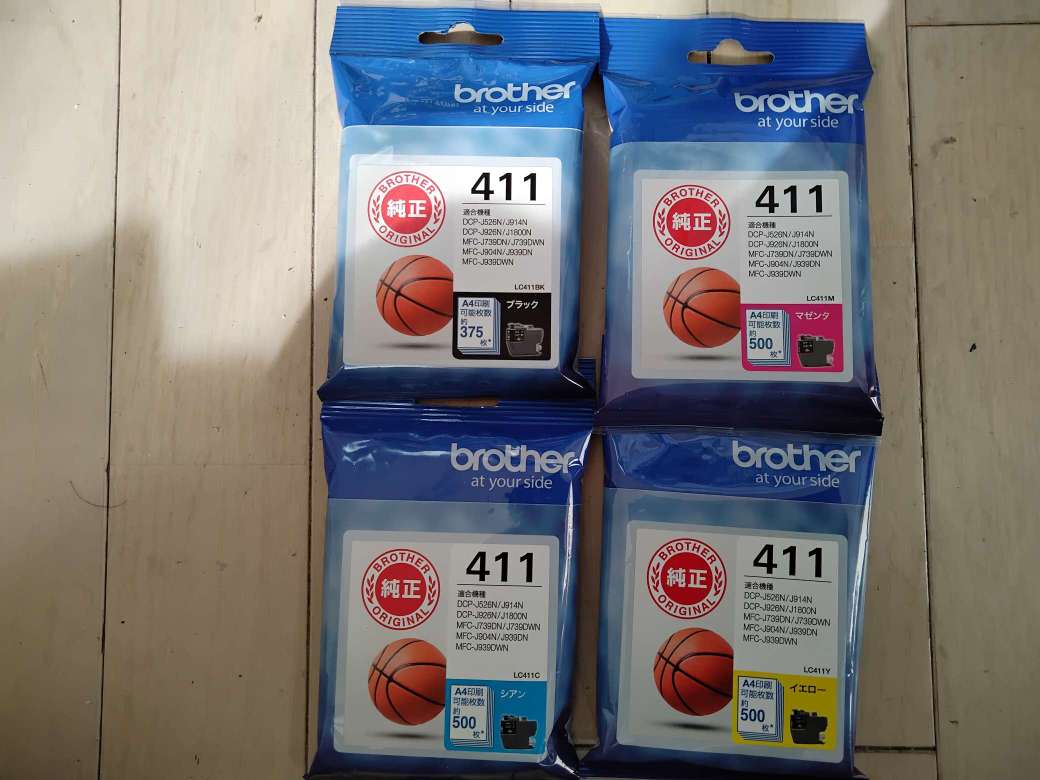 brother
at your side
BROTHER
純正
ORIGINAL
411
適合機種
DCP-J526N/J914N
DCP-J926N/J1800N
MFC-J739DN/J739DWN
MFC-J904N/J939DN
MFC-J939DWN
LC411BK
A4印刷
可能枚数
約
375
枚*
ブラック
brother
at your side
BROTHER
純正
ORIGINAL
411
適合機種
DCP-J526N/J914N
DCP-J926N/J1800N
MFC-J739DN/J739DWN
MFC-J904N/J939DN
MFC-J939DWN
LC411M
A4印刷
可能枚数
約
500
枚*
マゼンタ
brother
at your side
BROTHER
純正
ORIGINAL
411
適合機種
DCP-J526N/J914N
DCP-J926N/J1800N
MFC-J739DN/J739DWN
MFC-J904N/J939DN
MFC-J939DWN
LC411C
A4印刷
可能枚数
約
500
枚*
シアン
brother
at your side
BROTHER
純正
ORIGINAL
411
適合機種
DCP-J526N/J914N
DCP-J926N/J1800N
MFC-J739DN/J739DWN
MFC-J904N/J939DN
MFC-J939DWN
LC411Y
A4印刷
可能枚数
約
500
枚*
イエロー